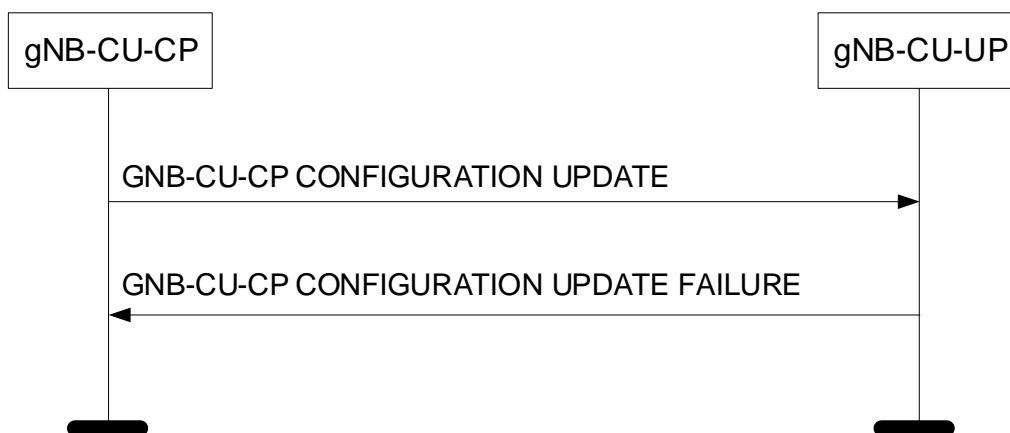 gNB-CU-CP
gNB-CU-UP
GNB-CU-CP CONFIGURATION UPDATE
GNB-CU-CP CONFIGURATION UPDATE FAILURE